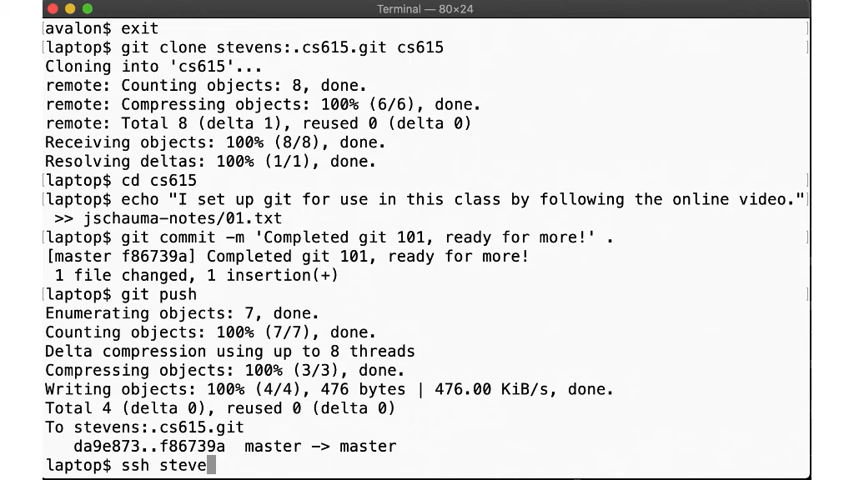 Terminal — 80×24
avalon$ exit
laptop$ git clone stevens:.cs615.git cs615
Cloning into 'cs615'...
remote: Counting objects: 8, done.
remote: Compressing objects: 100% (6/6), done.
remote: Total 8 (delta 1), reused 0 (delta 0)
Receiving objects: 100% (8/8), done.
Resolving deltas: 100% (1/1), done.
laptop$ cd cs615
laptop$ echo "I set up git for use in this class by following the online video."
 >> jschauma-notes/01.txt
laptop$ git commit -m 'Completed git 101, ready for more!' .
[master f86739a] Completed git 101, ready for more!
 1 file changed, 1 insertion(+)
laptop$ git push
Enumerating objects: 7, done.
Counting objects: 100% (7/7), done.
Delta compression using up to 8 threads
Compressing objects: 100% (3/3), done.
Writing objects: 100% (4/4), 476 bytes | 476.00 KiB/s, done.
Total 4 (delta 0), reused 0 (delta 0)
To stevens:.cs615.git
   da9e873..f86739a  master -> master
laptop$ ssh steve